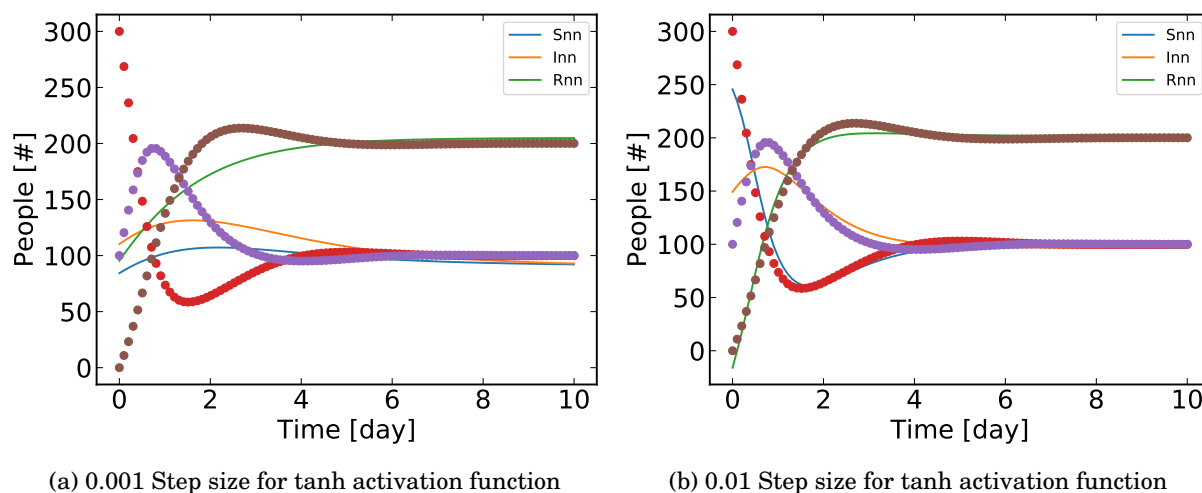 300
250
200
150
100
50
0
People [#]
0 2 4 6 8 10
Time [day]
Snn
Inn
Rnn
(a) 0.001 Step size for tanh activation function
300
250
200
150
100
50
0
People [#]
0 2 4 6 8 10
Time [day]
Snn
Inn
Rnn
(b) 0.01 Step size for tanh activation function